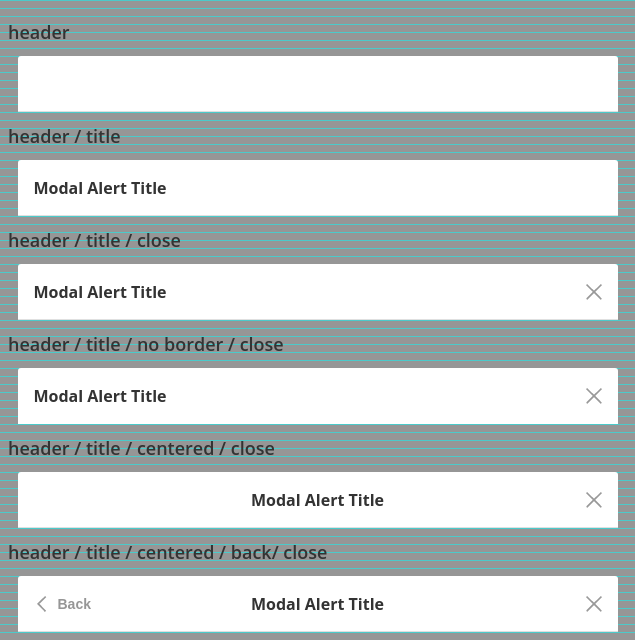 header
header / title
Modal Alert Title
header / title / close
Modal Alert Title
header / title / no border / close
Modal Alert Title
header / title / centered / close
Modal Alert Title
header / title / centered / back/ close
Back Modal Alert Title